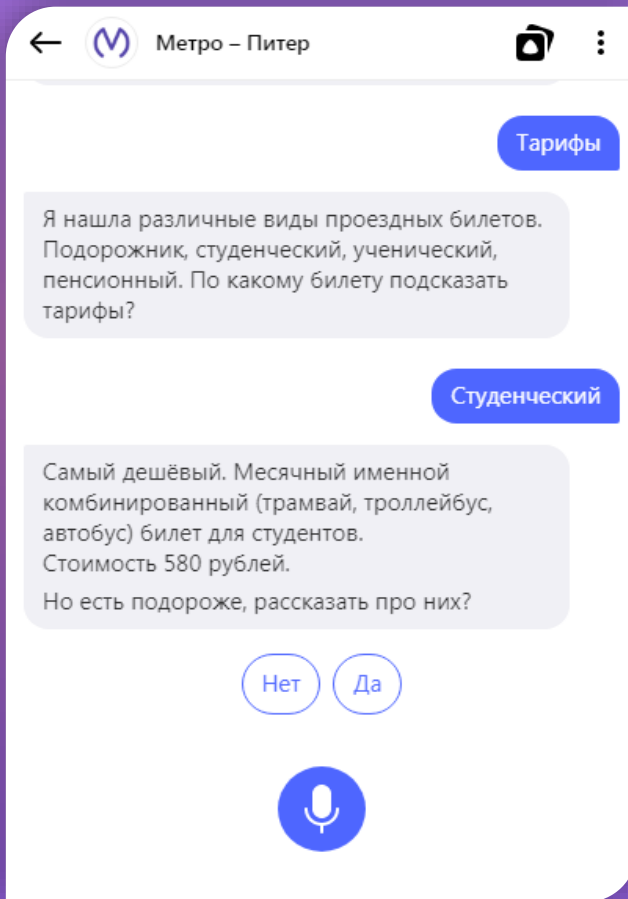 Метро – Питер
Тарифы
Я нашла различные виды проездных билетов.
Подорожник, студенческий, ученический,
пенсионный. По какому билету подсказать
тарифы?
Студенческий
Самый дешёвый. Месячный именной
комбинированный (трамвай, троллейбус,
автобус) билет для студентов.
Стоимость 580 рублей.
Но есть подороже, рассказать про них?
Нет Да